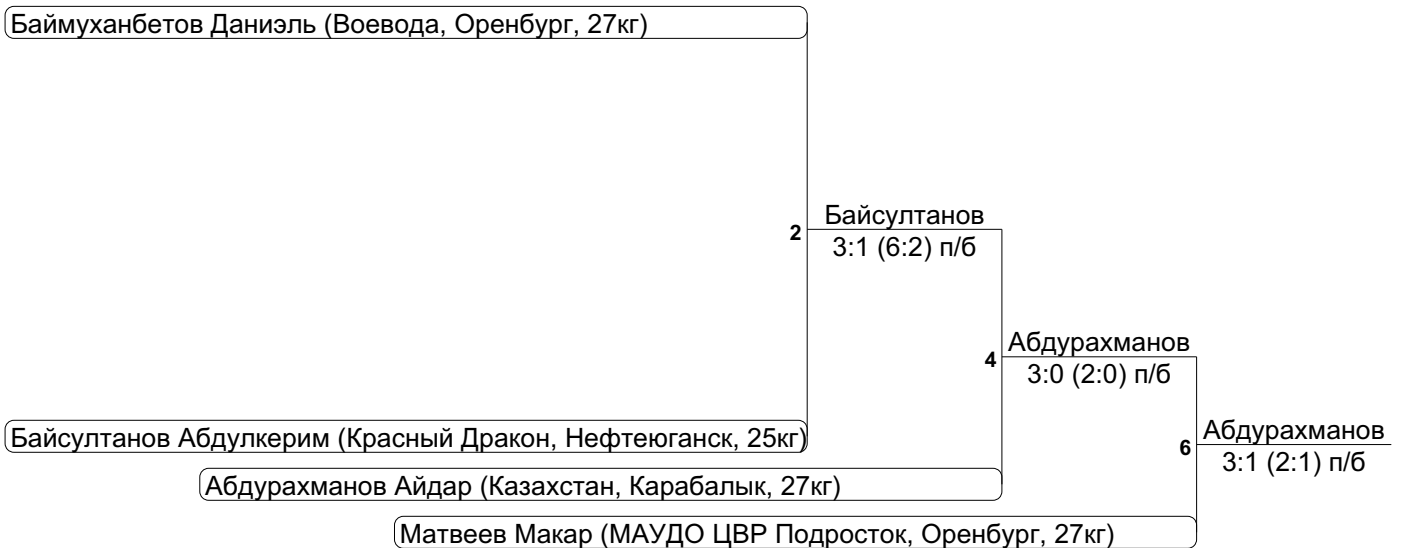 Баймуханбетов Даниэль (Воевода, Оренбург, 27кг)
2
Байсултанов
3:1 (6:2) п/б
4
Абдурахманов
3:0 (2:0) п/б
Байсултанов Абдулкерим (Красный Дракон, Нефтеюганск, 25кг)
6
Абдурахманов
3:1 (2:1) п/б
Абдурахманов Айдар (Казахстан, Карабалык, 27кг)
Матвеев Макар (МАУДО ЦВР Подросток, Оренбург, 27кг)